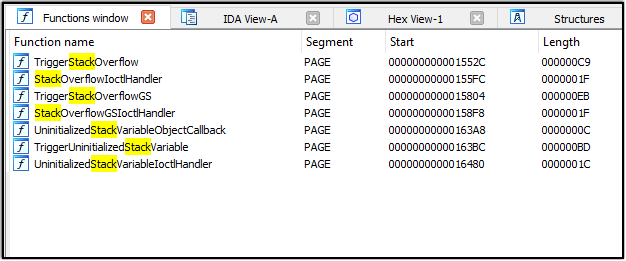 Functions window IDA View-A Hex View-1 Structures
Function name Segment Start Length
TriggerStackOverflow PAGE 000000000001552C 000000C9
StackOverflowIoctlHandler PAGE 00000000000155FC 0000001F
TriggerStackOverflowGS PAGE 0000000000015804 000000EB
StackOverflowGSIoctlHandler PAGE 00000000000158F8 0000001F
UninitializedStackVariableObjectCallback PAGE 00000000000163A8 0000000C
TriggerUninitializedStackVariable PAGE 00000000000163BC 000000BD
UninitializedStackVariableIoctlHandler PAGE 0000000000016480 0000001C